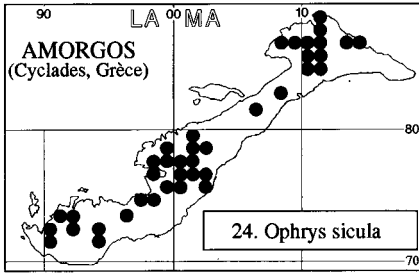 90 00 10
LA MA
AMORGOS
(Cyclades, Grèce)
80
24. Ophrys sicula
70